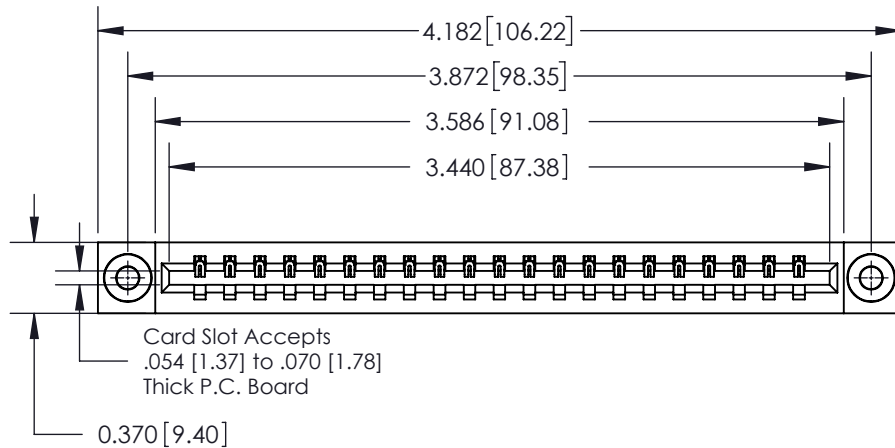 4.182 [106.22]
3.872 [98.35]
3.586 [91.08]
3.440 [87.38]
Card Slot Accepts
.054 [1.37] to .070 [1.78]
Thick P.C. Board
0.370 [9.40]